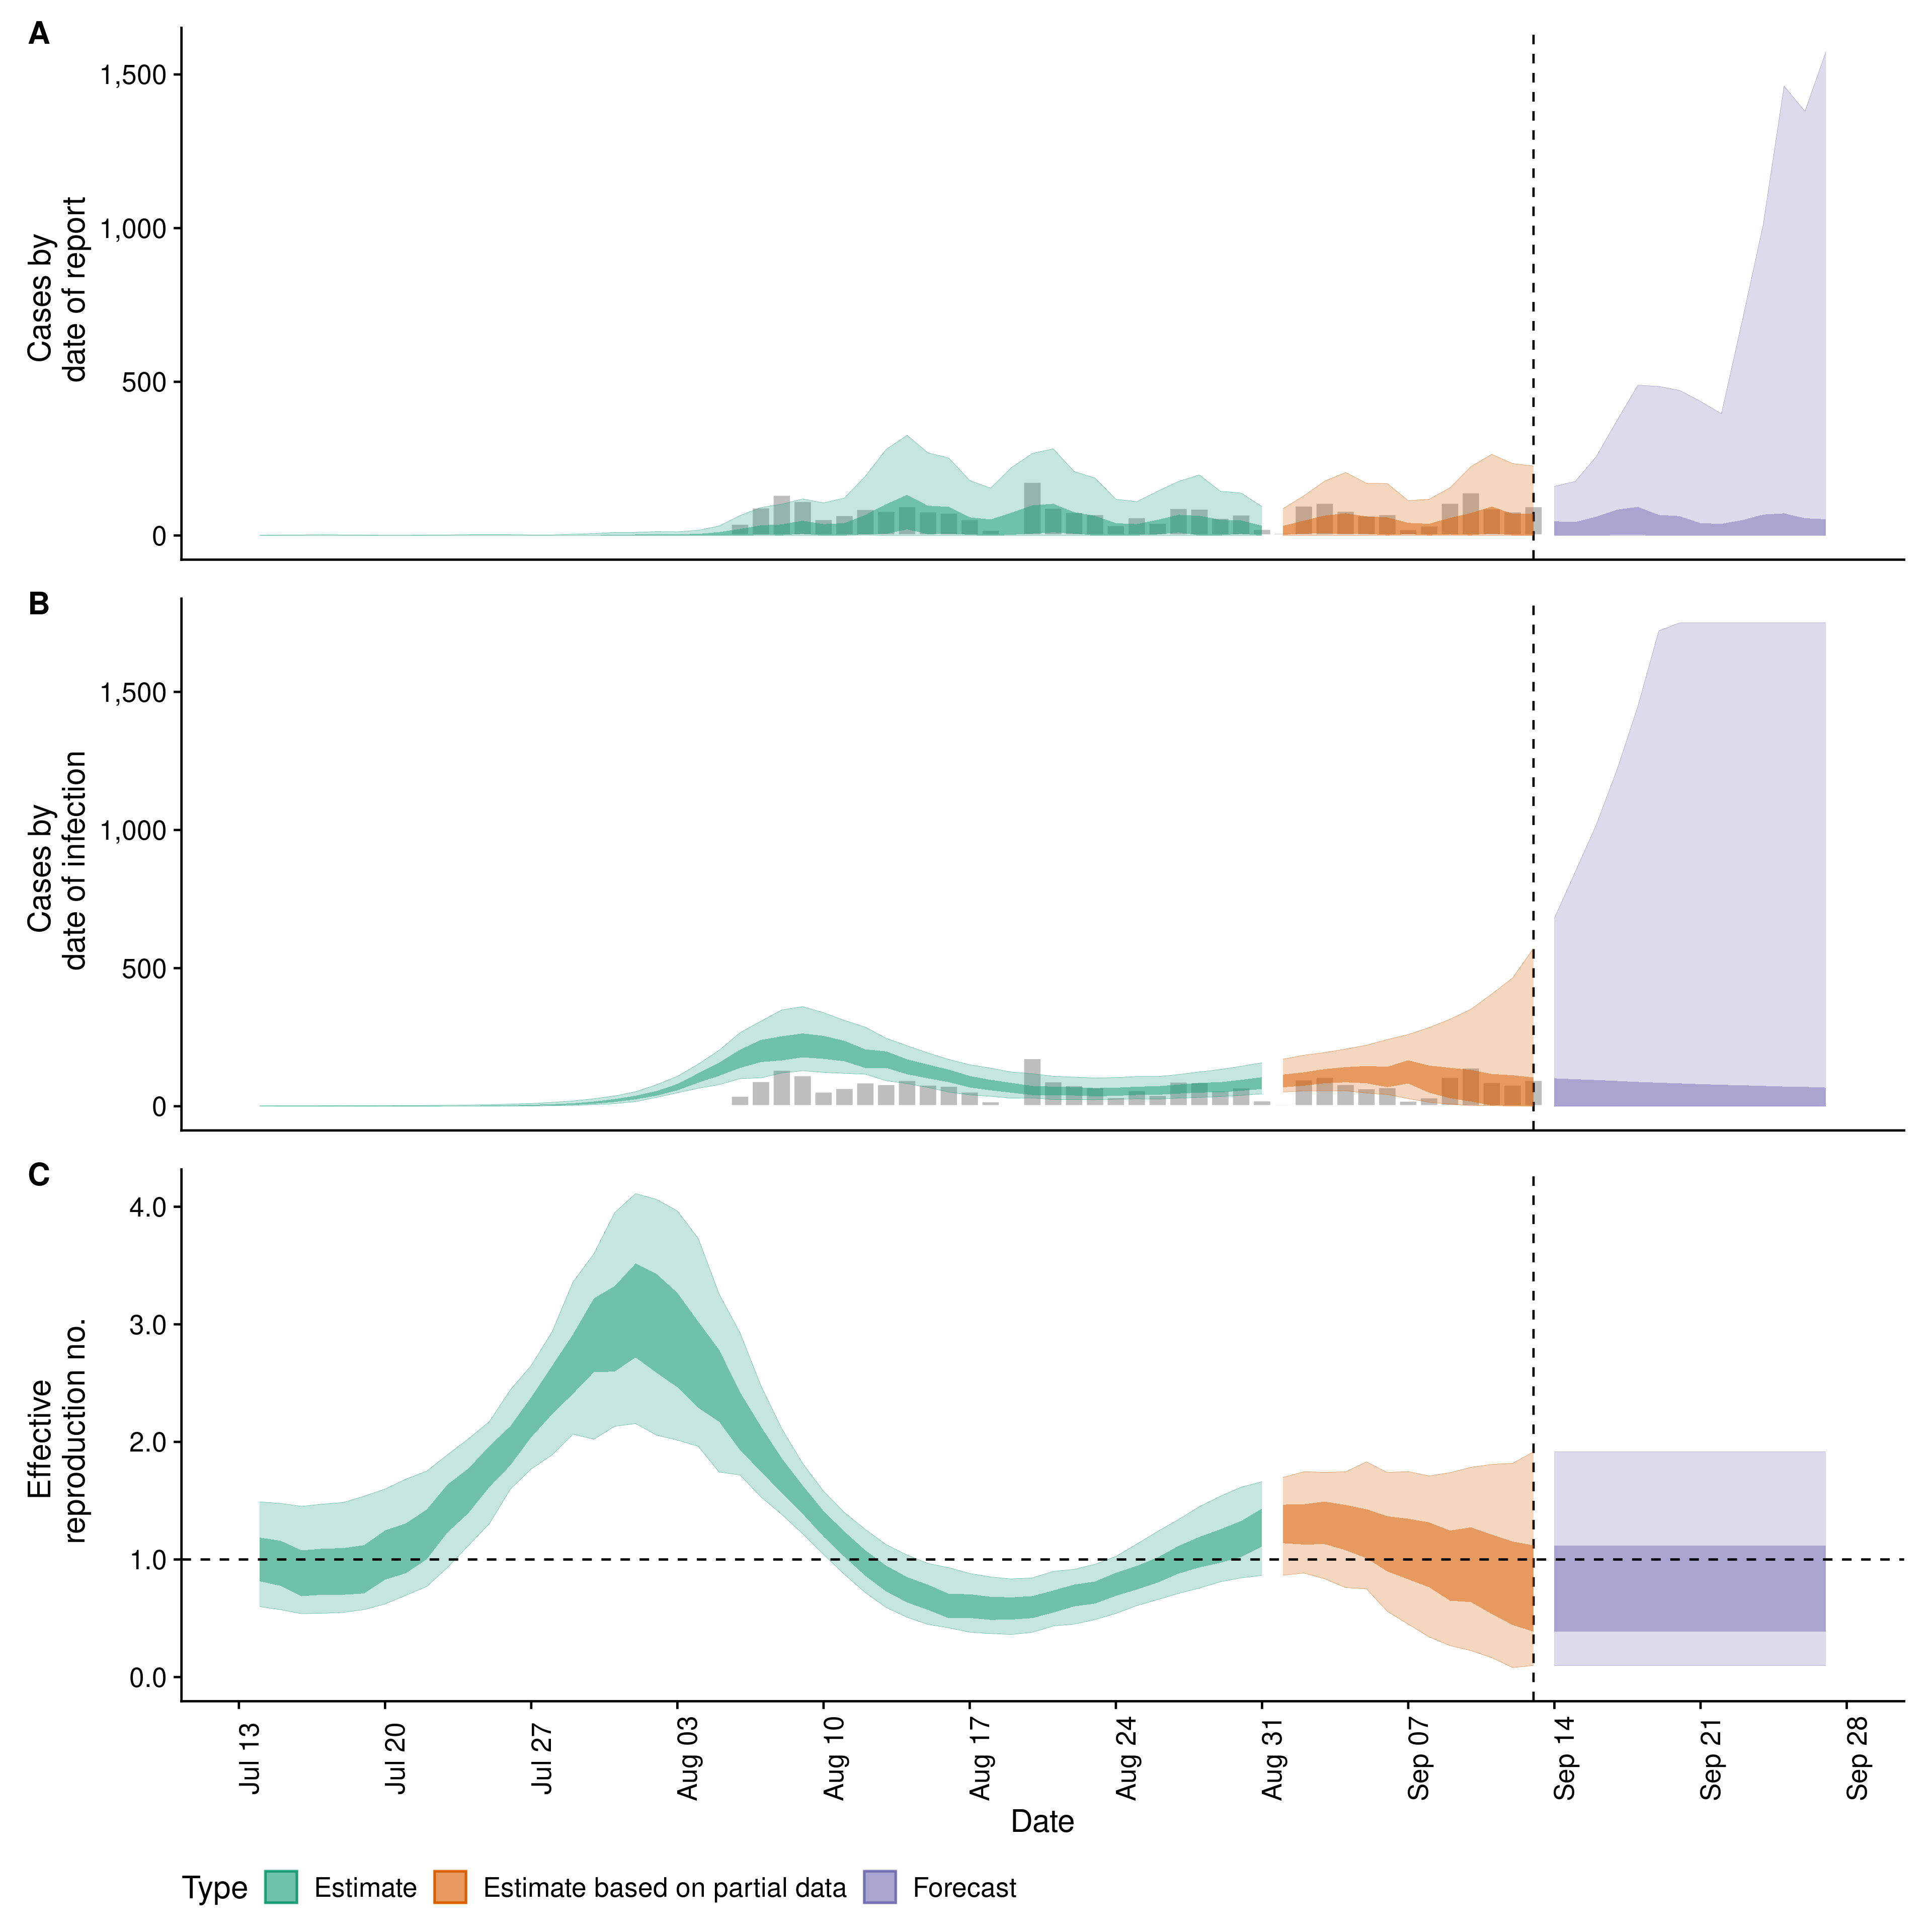 A
Cases by
date of report
1,500
1,000
500
0
B
Cases by
date of infection
1,500
1,000
500
0
C
Effective
reproduction no.
4.0
3.0
2.0
1.0
0.0
Jul 13
Jul 20
Jul 27
Aug 03
Aug 10
Aug 17
Aug 24
Aug 31
Sep 07
Sep 14
Sep 21
Sep 28
Date
Type Estimate Estimate based on partial data Forecast